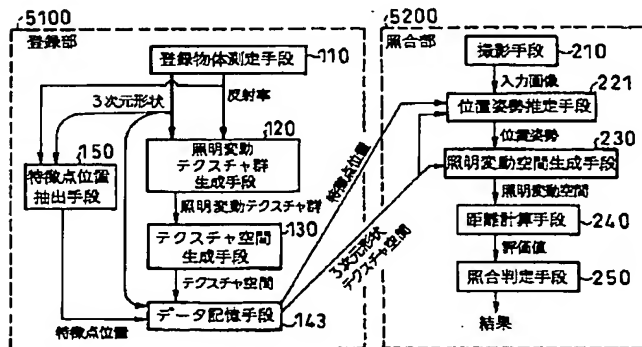 5100
登録部
登録物体測定手段
110
3次元形状
反射率
120
照明変動
テクスチャ群
生成手段
150
特徴点位置
抽出手段
照明変動テクスチャ群
130
テクスチャ空間
生成手段
テクスチャ空間
データ記憶手段
143
特徴点位置
特徴点位置
3次元形状
テクスチャ空間
5200
照合部
撮影手段
210
入力画像
221
位置姿勢推定手段
位置姿勢
230
照明変動空間生成手段
照明変動空間
距離計算手段
240
評価値
照合判定手段
250
結果